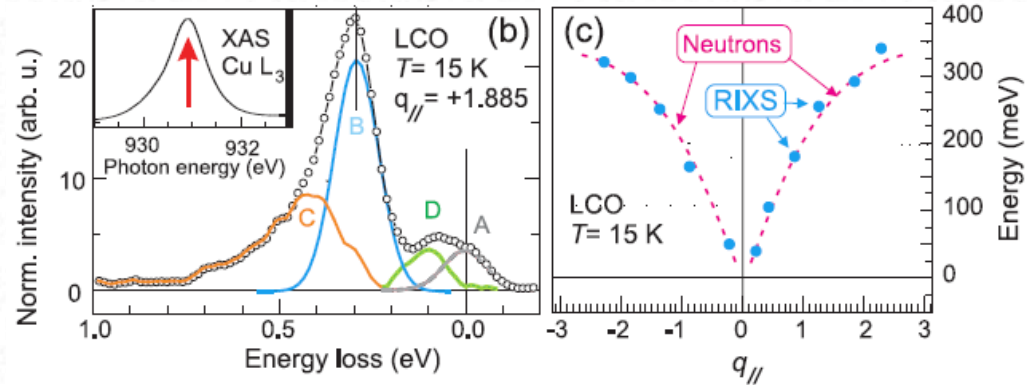 Norm. intensity (arb. u.)
20
10
0
1.0
0.5
0.0
Energy loss (eV)
XAS
Cu L3
930
932
Photon energy (eV)
(b)
LCO
T= 15 K
q// = +1.885
B
C
D
A
(c)
Neutrons
RIXS
LCO
T= 15 K
400
300
200
100
0
Energy (meV)
-3
-2
-1
0
1
2
3
q//